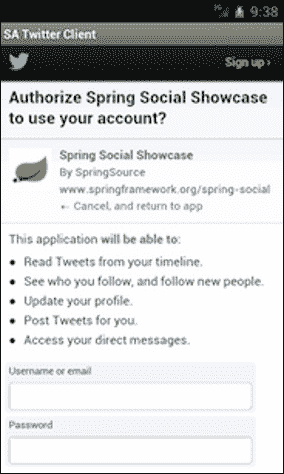 9:38
SA Twitter Client
Sign up ›
Authorize Spring Social Showcase
to use your account?
Spring Social Showcase
By SpringSource
www.springframework.org/spring-social
← Cancel, and return to app
This application will be able to:
• Read Tweets from your timeline.
• See who you follow, and follow new people.
• Update your profile.
• Post Tweets for you.
• Access your direct messages.
Username or email
Password